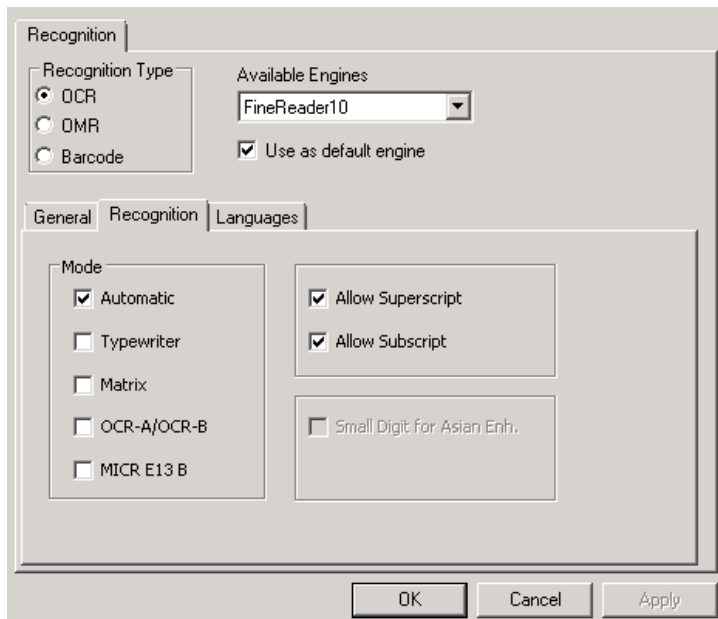 Recognition
Recognition Type
OCR
OMR
Barcode
Available Engines
FineReader10
Use as default engine
General
Recognition
Languages
Mode
Automatic
Typewriter
Matrix
OCR-A/OCR-B
MICR E13 B
Allow Superscript
Allow Subscript
Small Digit for Asian Enh.
OK
Cancel
Apply